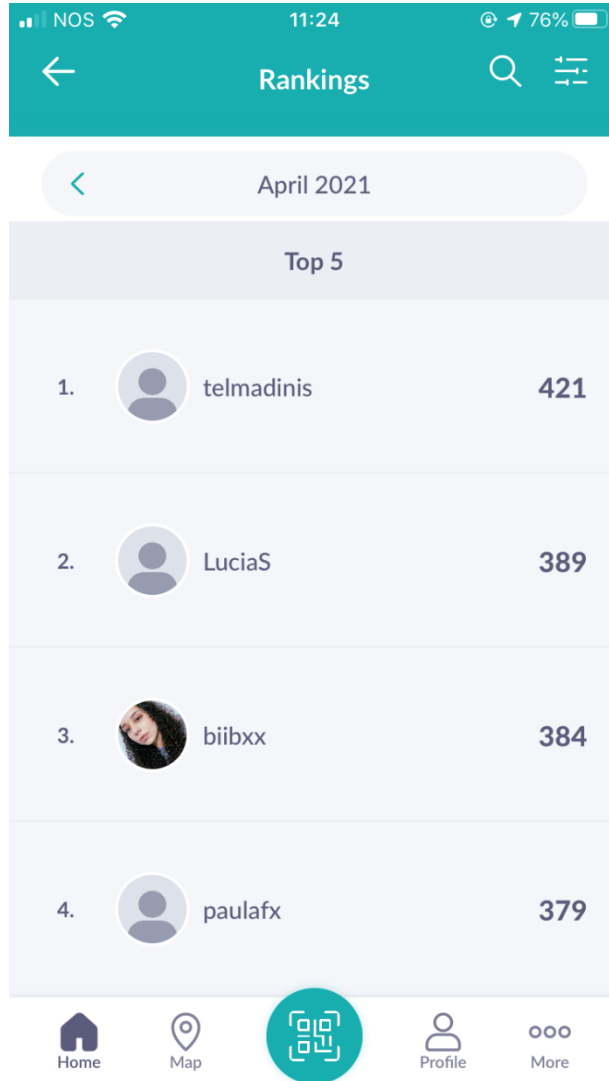 NOS 11:24 76%
Rankings
April 2021
Top 5
1. telmadinis 421
2. LuciaS 389
3. biibxx 384
4. paulafx 379
Home Map Profile More